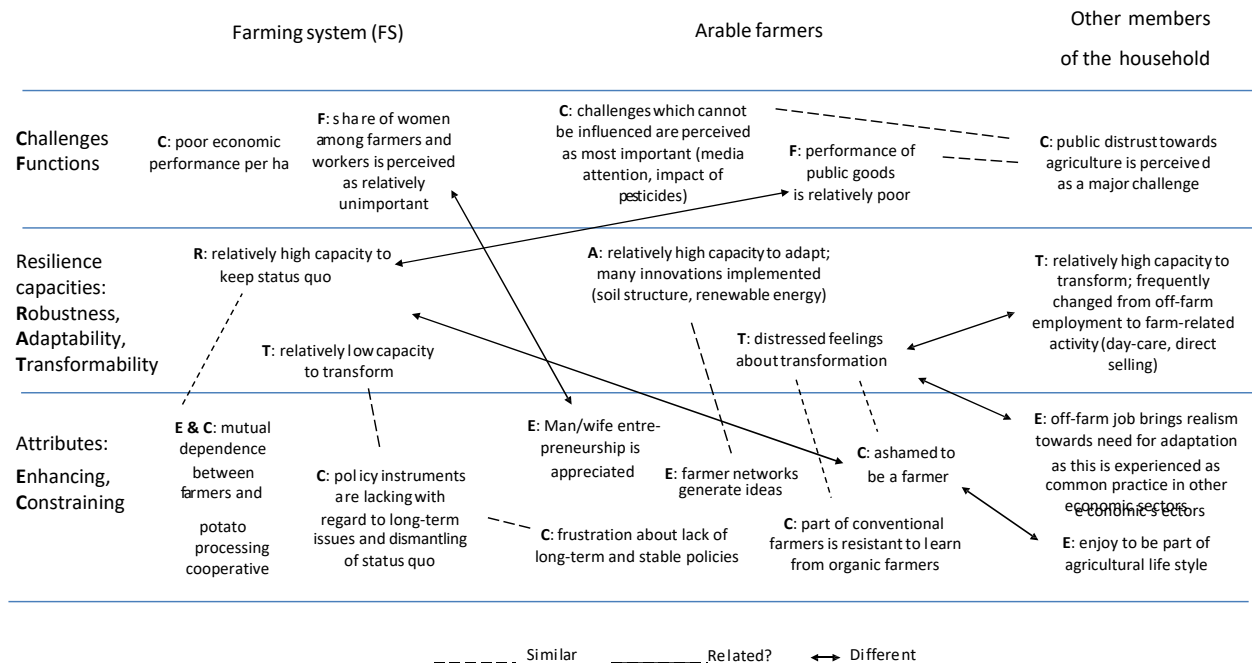 Farming system (FS)
Arable farmers
Other members
of the household
Challenges
Functions
C: poor economic
performance per ha
F: share of women
among farmers and
workers is perceived
as relatively
unimportant
C: challenges which cannot
be influenced are perceived
as most important (media
attention, impact of
pesticides)
F: performance of
public goods
is relatively poor
C: public distrust towards
agriculture is perceived
as a major challenge
Resilience
capacities:
Robustness,
Adaptability,
Transformability
R: relatively high capacity to
keep status quo
T: relatively low capacity
to transform
A: relatively high capacity to adapt;
many innovations implemented
(soil structure, renewable energy)
T: distressed feelings
about transformation
T: relatively high capacity to
transform; frequently
changed from off-farm
employment to farm-related
activity (day-care, direct
selling)
Attributes:
Enhancing,
Constraining
E & C: mutual
dependence
between
farmers and
potato
processing
cooperative
C: policy instruments
are lacking with
regard to long-term
issues and dismantling
of status quo
E: Man/wife entre-
preneurship is
appreciated
E: farmer networks
generate ideas
C: frustration about lack of
long-term and stable policies
C: ashamed to
be a farmer
C: part of conventional
farmers is resistant to learn
from organic farmers
E: off-farm job brings realism
towards need for adaptation
as this is experienced as
common practice in other
economic sectors
economic sectors
E: enjoy to be part of
agricultural life style
Similar
Related?
Different